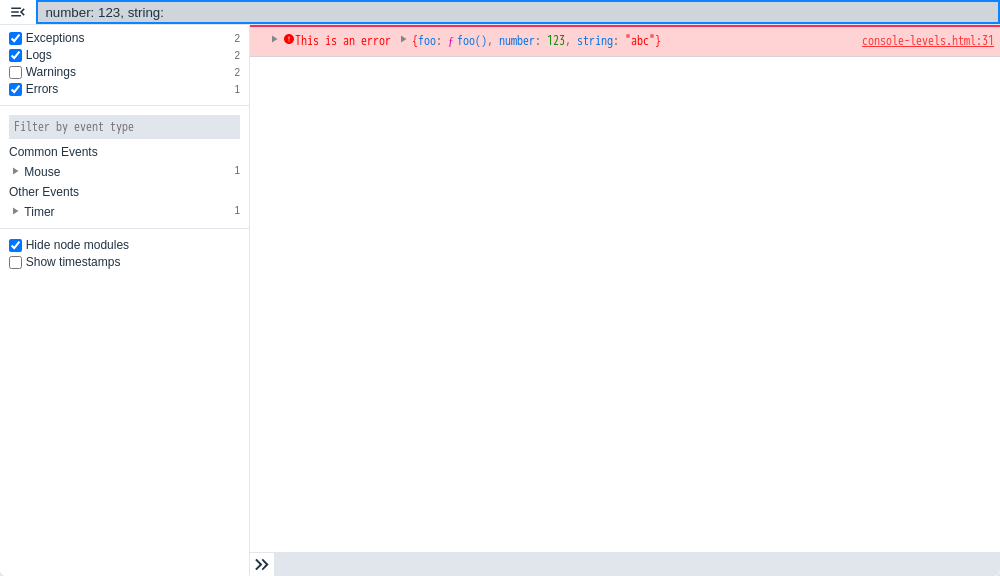 number: 123, string:
Exceptions 2
Logs 2
Warnings 2
Errors 1
Filter by event type
Common Events
Mouse 1
Other Events
Timer 1
Hide node modules
Show timestamps
This is an error {foo: ƒ foo(), number: 123, string: "abc"} console-levels.html:31